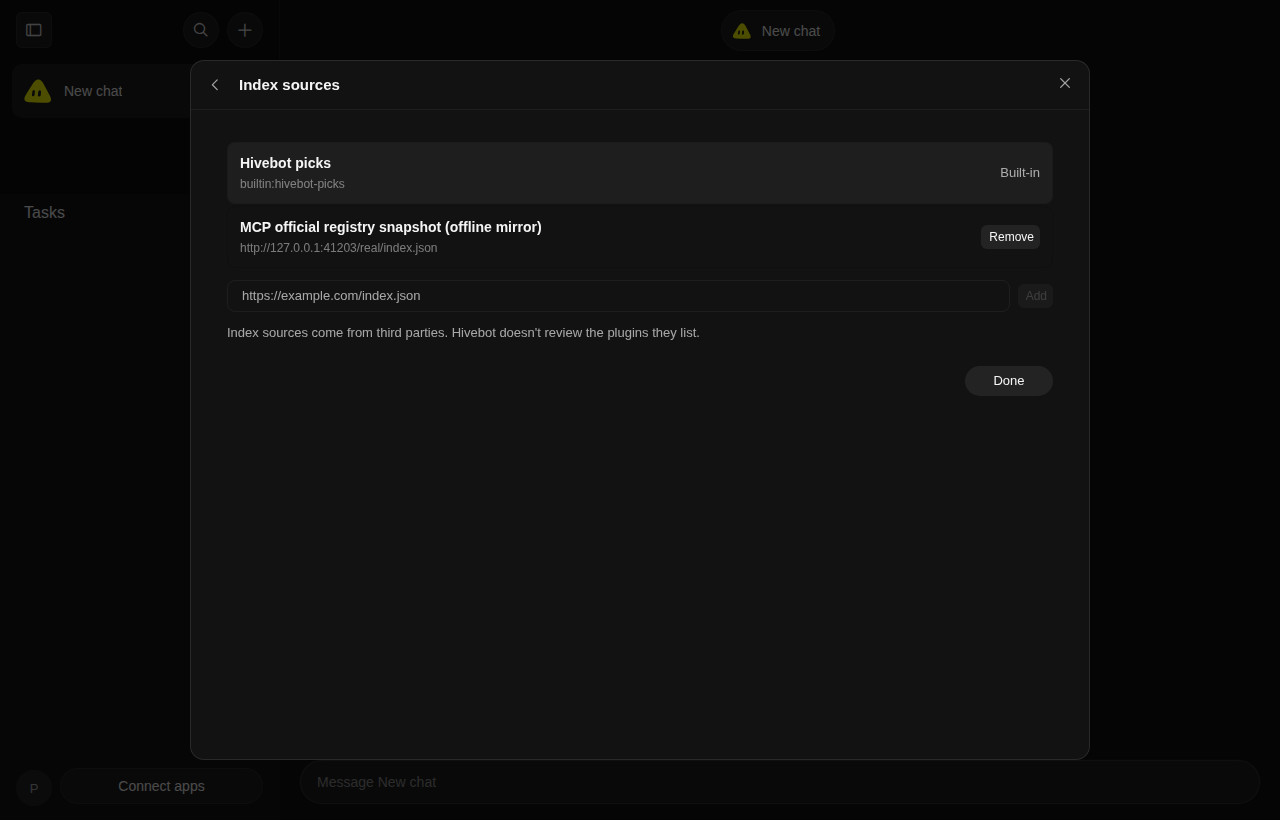 New chat
New chat
Index sources
Hivebot picks
builtin:hivebot-picks
Built-in
Tasks
MCP official registry snapshot (offline mirror)
http://127.0.0.1:41203/real/index.json
Remove
https://example.com/index.json
Add
Index sources come from third parties. Hivebot doesn't review the plugins they list.
Done
P
Connect apps
Message New chat